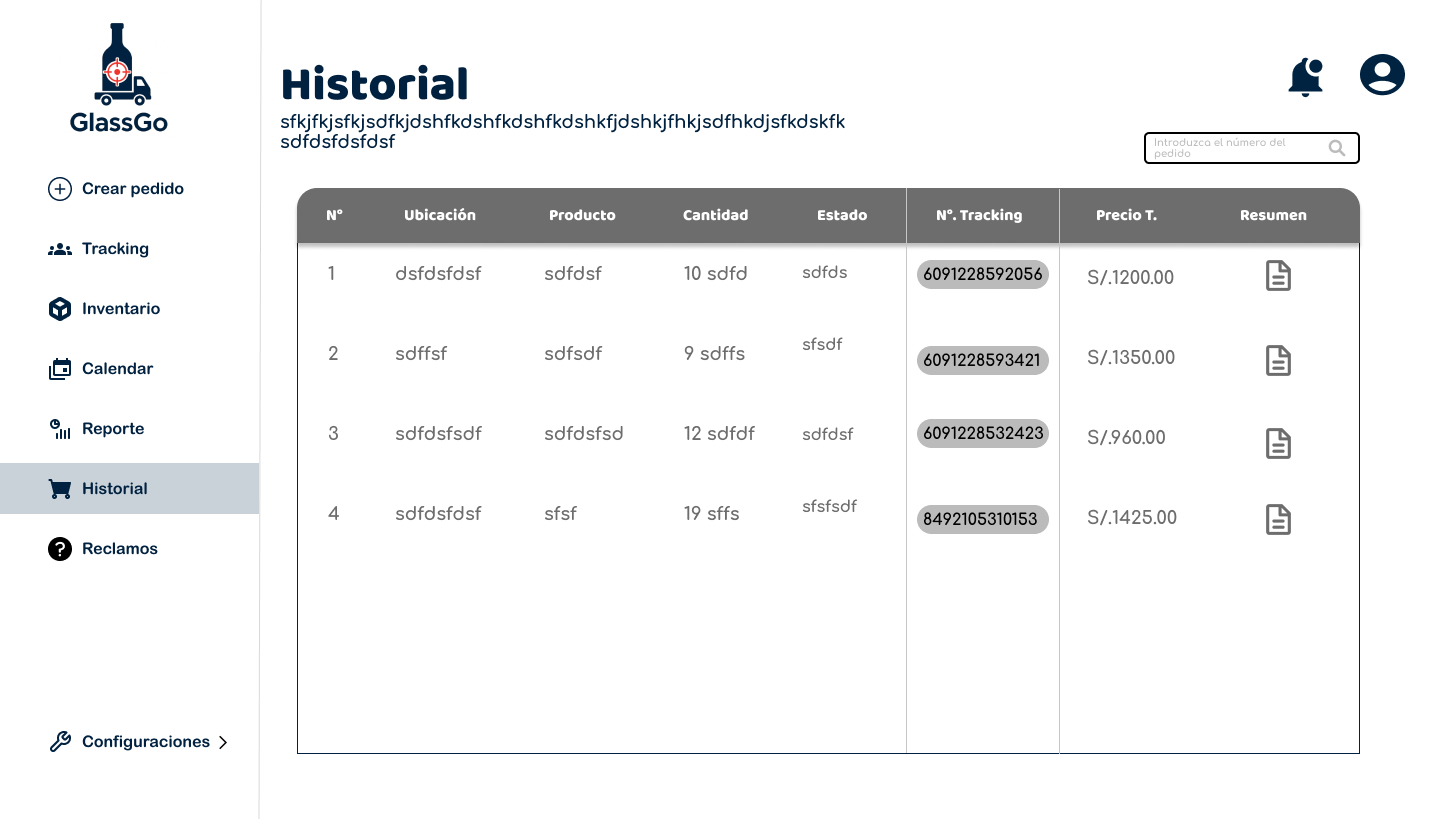 GlassGo
Crear pedido
Tracking
Inventario
Calendar
Reporte
Historial
Reclamos
Configuraciones
Historial
sfkjfkjsfkjsdfkjdshfkdshfkdshfkdshkfjdshkjfhkjsdfhkdjsfkdskfk
sdfdsfdsfdsf
Introduzca el número del
pedido
N° Ubicación Producto Cantidad Estado N°. Tracking Precio T. Resumen
1 dsfdsfdsf sdfdsf 10 sdfd sdfds 6091228592056 S/.1200.00
2 sdffsf sdfsdf 9 sdffs sfsdf 6091228593421 S/.1350.00
3 sdfdsfsdf sdfdsfsd 12 sdfdf sdfdsf 6091228532423 S/.960.00
4 sdfdsfdsf sfsf 19 sffs sfsfsdf 8492105310153 S/.1425.00